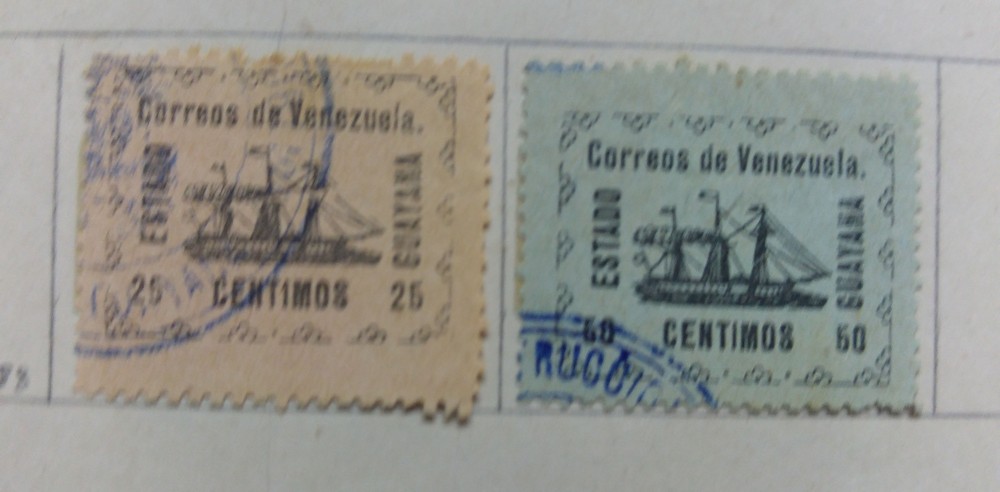 Correos de Venezuela.
ESTADO
GUAYANA
25 CENTIMOS 25
Correos de Venezuela.
ESTADO
GUAYANA
50 CENTIMOS 50